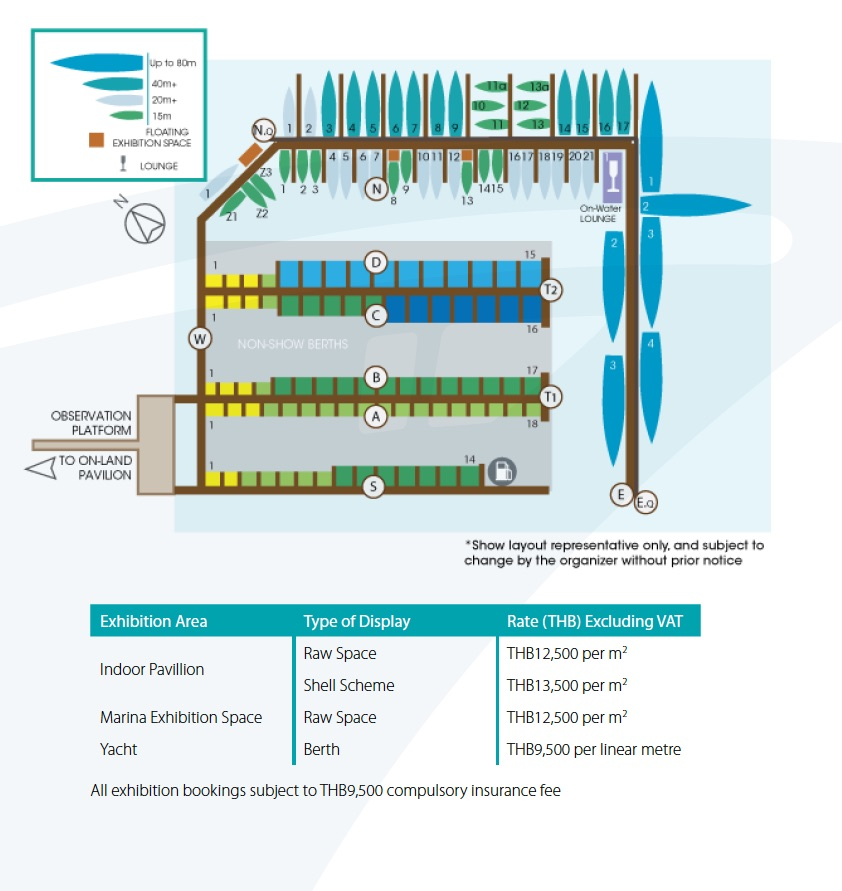 Up to 80m
40m+
20m+
15m
FLOATING
EXHIBITION SPACE
LOUNGE
N
N.Q
1 2 3 4 5 6 7 8 9
11a 13a
10 12
11 13
14 15 16 17
1
Z3
Z1 Z2
1 2 3 4 5 6 7 8 9 10 11 12 13 14 15 16 17 18 19 20 21
N
On-Water
LOUNGE
1
2
3
4
2
3
1 D 15
T2
1 C 16
W
NON-SHOW BERTHS
1 B 17
T1
1 A 18
1 S 14
E E.Q
OBSERVATION
PLATFORM
TO ON-LAND
PAVILION
*Show layout representative only, and subject to
change by the organizer without prior notice
Exhibition Area Type of Display Rate (THB) Excluding VAT
Indoor Pavillion
Raw Space THB12,500 per m²
Shell Scheme THB13,500 per m²
Marina Exhibition Space Raw Space THB12,500 per m²
Yacht Berth THB9,500 per linear metre
All exhibition bookings subject to THB9,500 compulsory insurance fee